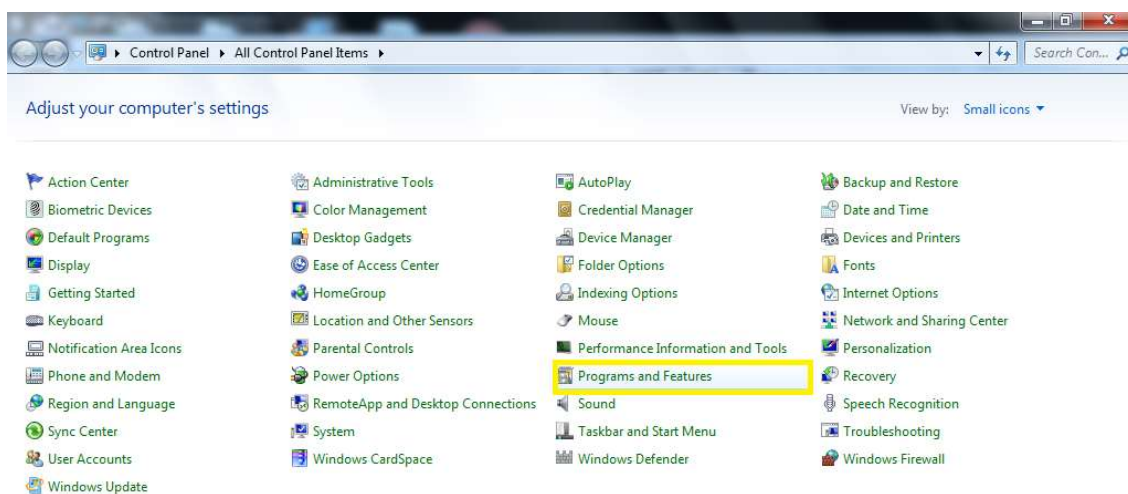 Control Panel ▸ All Control Panel Items ▸ Search Con...
Adjust your computer's settings View by: Small icons
Action Center Administrative Tools AutoPlay Backup and Restore
Biometric Devices Color Management Credential Manager Date and Time
Default Programs Desktop Gadgets Device Manager Devices and Printers
Display Ease of Access Center Folder Options Fonts
Getting Started HomeGroup Indexing Options Internet Options
Keyboard Location and Other Sensors Mouse Network and Sharing Center
Notification Area Icons Parental Controls Performance Information and Tools Personalization
Phone and Modem Power Options Programs and Features Recovery
Region and Language RemoteApp and Desktop Connections Sound Speech Recognition
Sync Center System Taskbar and Start Menu Troubleshooting
User Accounts Windows CardSpace Windows Defender Windows Firewall
Windows Update